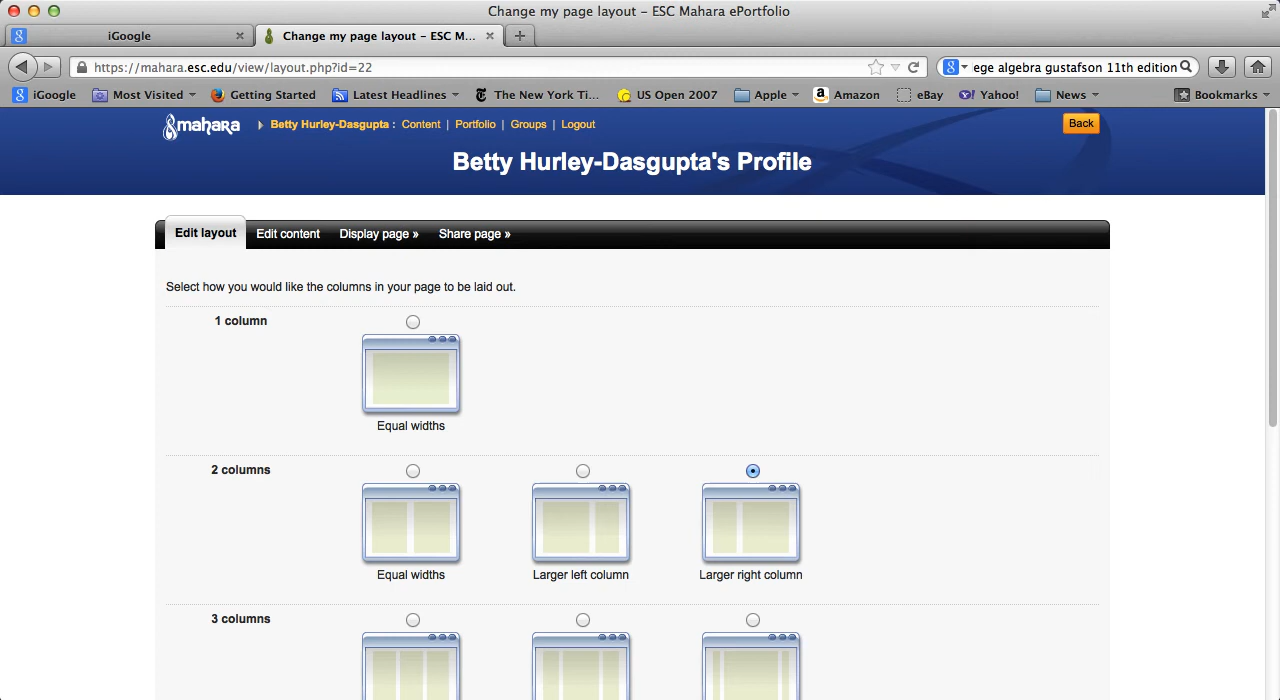 Change my page layout – ESC Mahara ePortfolio
iGoogle
Change my page layout – ESC M...
https://mahara.esc.edu/view/layout.php?id=22
ege algebra gustafson 11th edition
iGoogle Most Visited Getting Started Latest Headlines The New York Ti... US Open 2007 Apple Amazon eBay Yahoo! News Bookmarks
mahara Betty Hurley-Dasgupta : Content | Portfolio | Groups | Logout Back
Betty Hurley-Dasgupta's Profile
Edit layout Edit content Display page » Share page »
Select how you would like the columns in your page to be laid out.
1 column
Equal widths
2 columns
Equal widths Larger left column Larger right column
3 columns